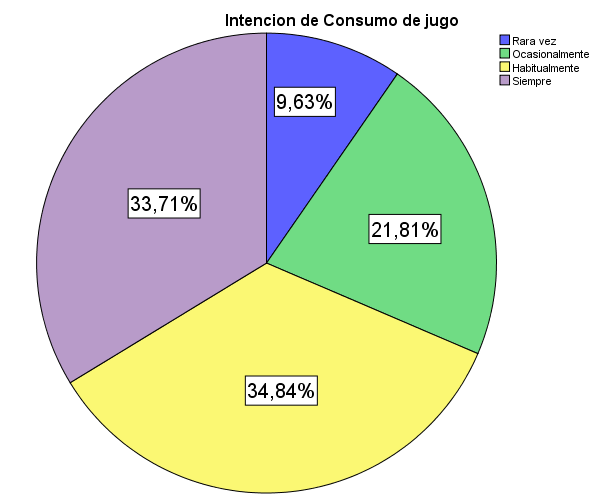 Intencion de Consumo de jugo
Rara vez
Ocasionalmente
Habitualmente
Siempre
9,63%
33,71%
21,81%
34,84%